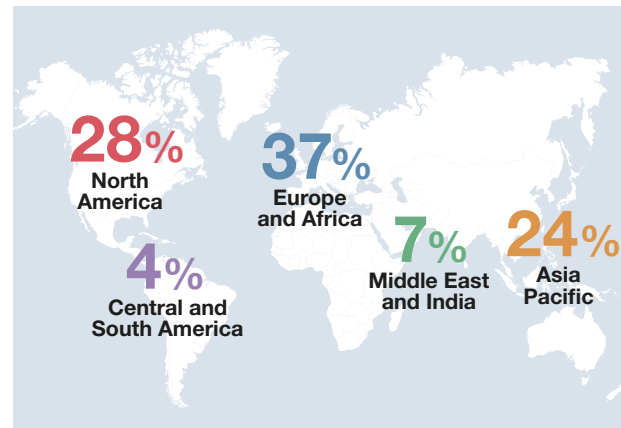 28%
North
America
37%
Europe
and Africa
7%
Middle East
and India
24%
Asia
Pacific
4%
Central and
South America